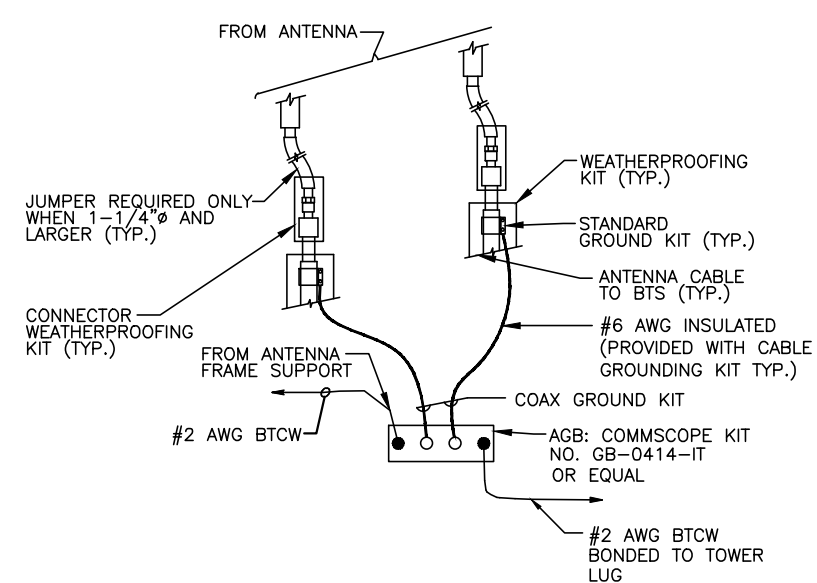 FROM ANTENNA
WEATHERPROOFING
KIT (TYP.)
JUMPER REQUIRED ONLY
WHEN 1-1/4"ø AND
LARGER (TYP.)
STANDARD
GROUND KIT (TYP.)
ANTENNA CABLE
TO BTS (TYP.)
CONNECTOR
WEATHERPROOFING
KIT (TYP.)
#6 AWG INSULATED
(PROVIDED WITH CABLE
GROUNDING KIT TYP.)
FROM ANTENNA
FRAME SUPPORT
COAX GROUND KIT
#2 AWG BTCW
AGB: COMMSCOPE KIT
NO. GB-0414-IT
OR EQUAL
#2 AWG BTCW
BONDED TO TOWER
LUG